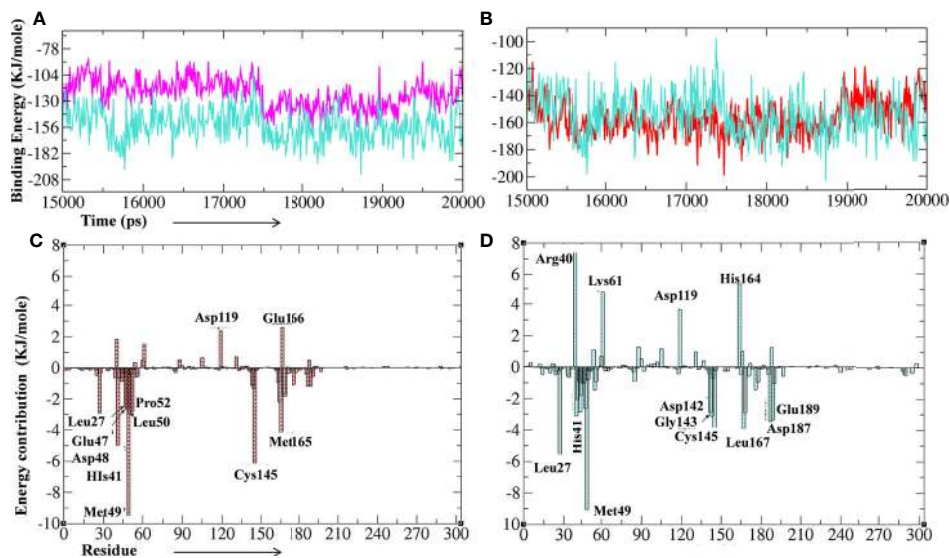 A
B
Binding Energy (KJ/mole)
-78
-104
-130
-156
-182
-208
15000 16000 17000 18000 19000 20000
Time (ps)
-100
-120
-140
-160
-180
-200
15000 16000 17000 18000 19000 20000
C
D
Energy contribution (KJ/mole)
8
6
4
2
0
-2
-4
-6
-8
-10
Asp119
Glu166
Leu27
Glu47
Asp48
HIs41
Met49
Pro52
Leu50
Cys145
Met165
0 30 60 90 120 150 180 210 240 270 300
Residue
8
6
4
2
0
-2
-4
-6
-8
10
Arg40
Lys61
Asp119
His164
His41
Leu27
Met49
Asp142
Gly143
Cys145
Leu167
Glu189
Asp187
0 30 60 90 120 150 180 210 240 270 300